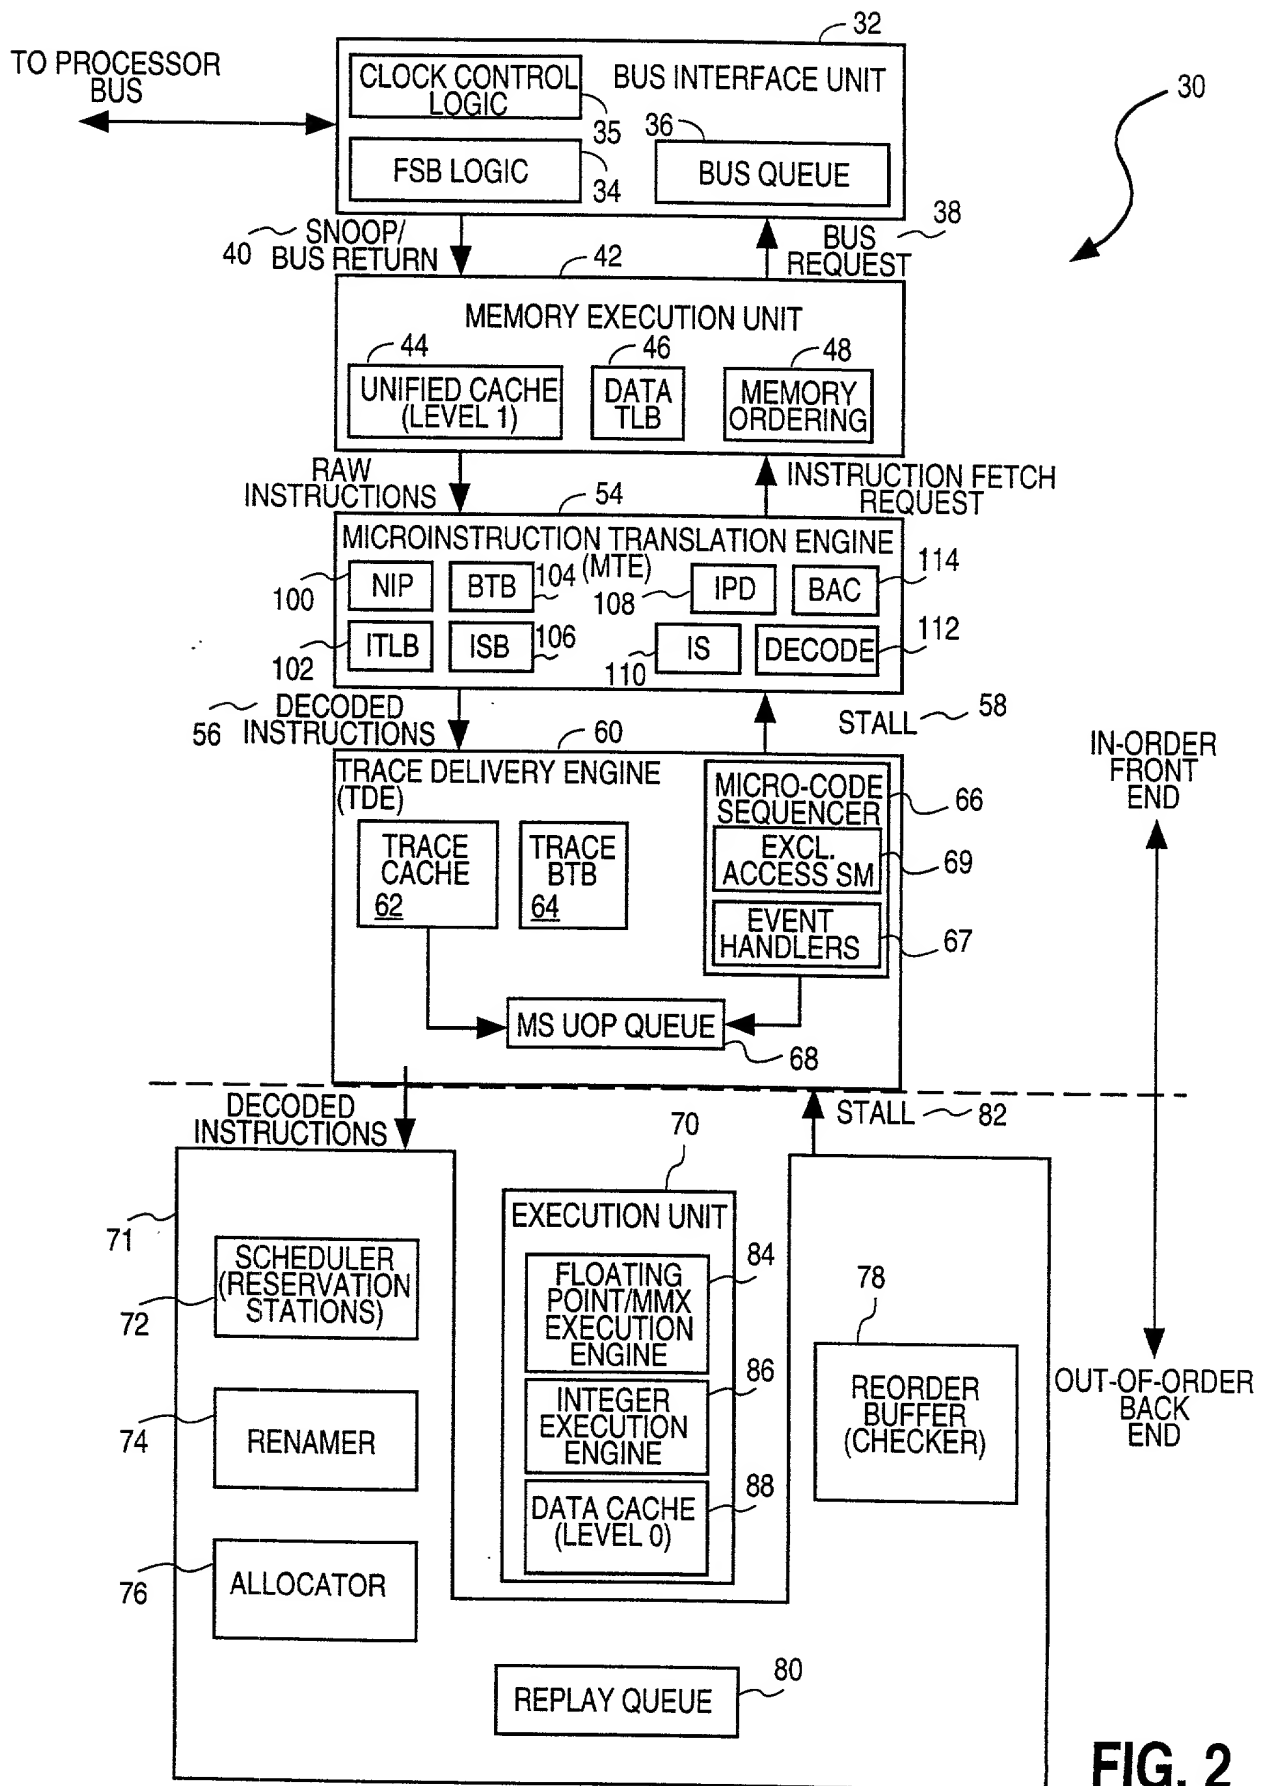 32
TO PROCESSOR
BUS
CLOCK CONTROL
LOGIC
35
BUS INTERFACE UNIT
30
FSB LOGIC
34
36
BUS QUEUE
40
SNOOP/
BUS RETURN
38
BUS
REQUEST
42
MEMORY EXECUTION UNIT
44
UNIFIED CACHE
(LEVEL 1)
46
DATA
TLB
48
MEMORY
ORDERING
RAW
INSTRUCTIONS
INSTRUCTION FETCH
REQUEST
54
MICROINSTRUCTION TRANSLATION ENGINE
(MTE)
100
NIP
BTB
104
108
IPD
BAC
114
102
ITLB
ISB
106
110
IS
DECODE
112
56
DECODED
INSTRUCTIONS
STALL
58
60
TRACE DELIVERY ENGINE
(TDE)
TRACE
CACHE
62
TRACE
BTB
64
MICRO-CODE
SEQUENCER
66
EXCL.
ACCESS SM
69
EVENT
HANDLERS
67
MS UOP QUEUE
68
IN-ORDER
FRONT
END
DECODED
INSTRUCTIONS
STALL
82
70
71
EXECUTION UNIT
SCHEDULER
(RESERVATION
STATIONS)
72
FLOATING
POINT/MMX
EXECUTION
ENGINE
84
78
REORDER
BUFFER
(CHECKER)
OUT-OF-ORDER
BACK
END
74
RENAMER
INTEGER
EXECUTION
ENGINE
86
DATA CACHE
(LEVEL 0)
88
76
ALLOCATOR
REPLAY QUEUE
80
FIG. 2